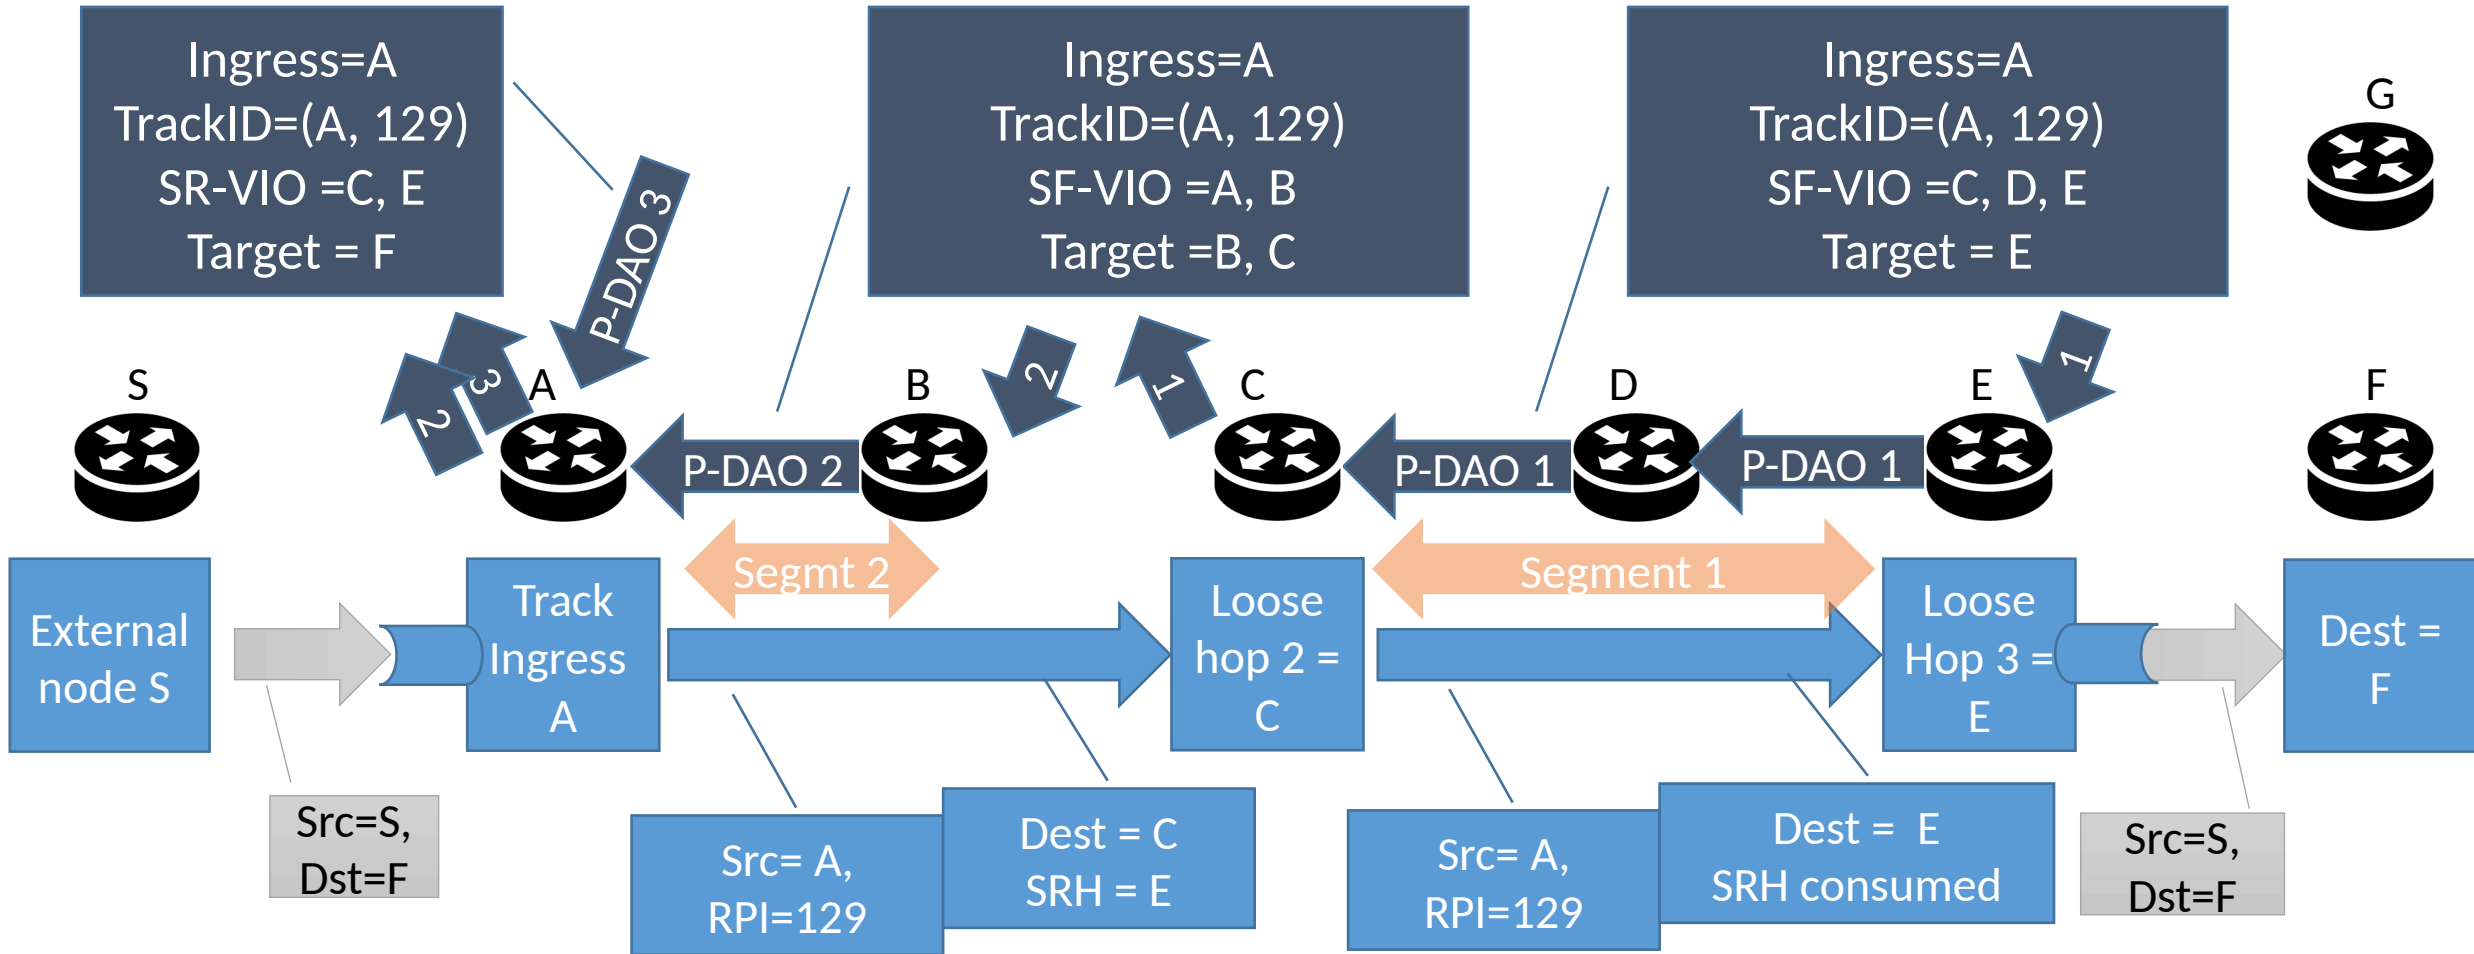 Ingress=A
TrackID=(A, 129)
SR-VIO =C, E
Target = F
Ingress=A
TrackID=(A, 129)
SF-VIO =A, B
Target =B, C
Ingress=A
TrackID=(A, 129)
SF-VIO =C, D, E
Target = E
G
P-DAO 3
S
2
3
A
B
2
1
C
D
E
1
F
P-DAO 2
P-DAO 1
P-DAO 1
Segmt 2
Segment 1
External
node S
Track
Ingress
A
Loose
hop 2 =
C
Loose
Hop 3 =
E
Dest =
F
Src=S,
Dst=F
Src= A,
RPI=129
Dest = C
SRH = E
Src= A,
RPI=129
Dest =  E
SRH consumed
Src=S,
Dst=F